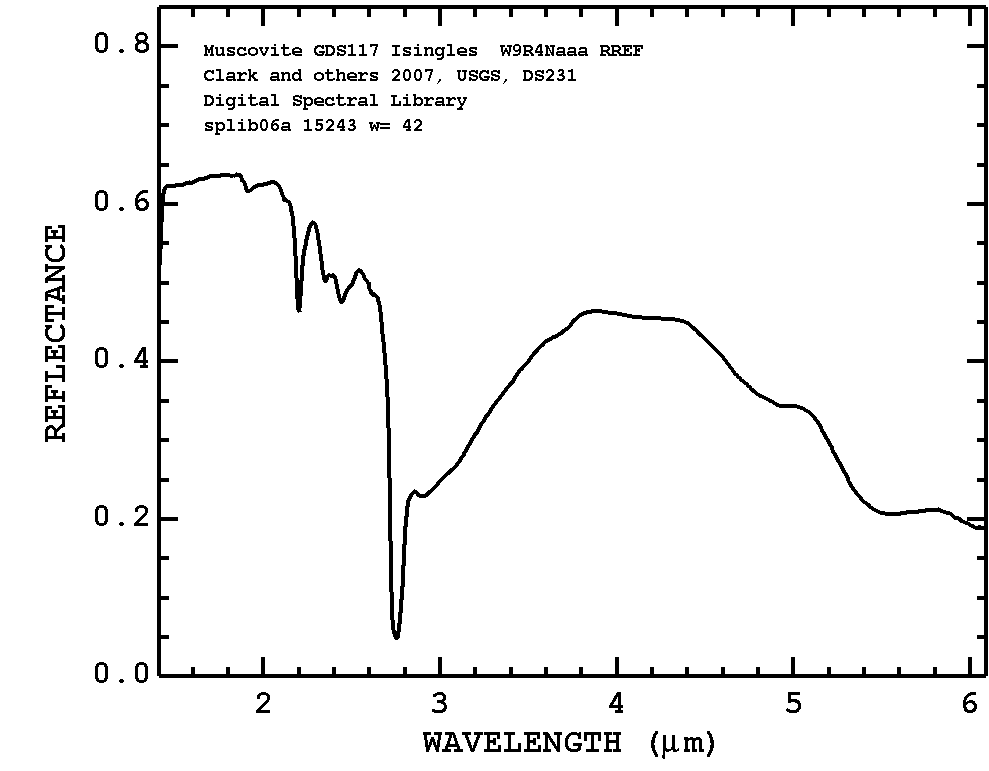 Muscovite GDS117 Isingles W9R4Naaa RREF
Clark and others 2007, USGS, DS231
Digital Spectral Library
splib06a 15243 w= 42
REFLECTANCE
0.8
0.6
0.4
0.2
0.0
2 3 4 5 6
WAVELENGTH (μm)